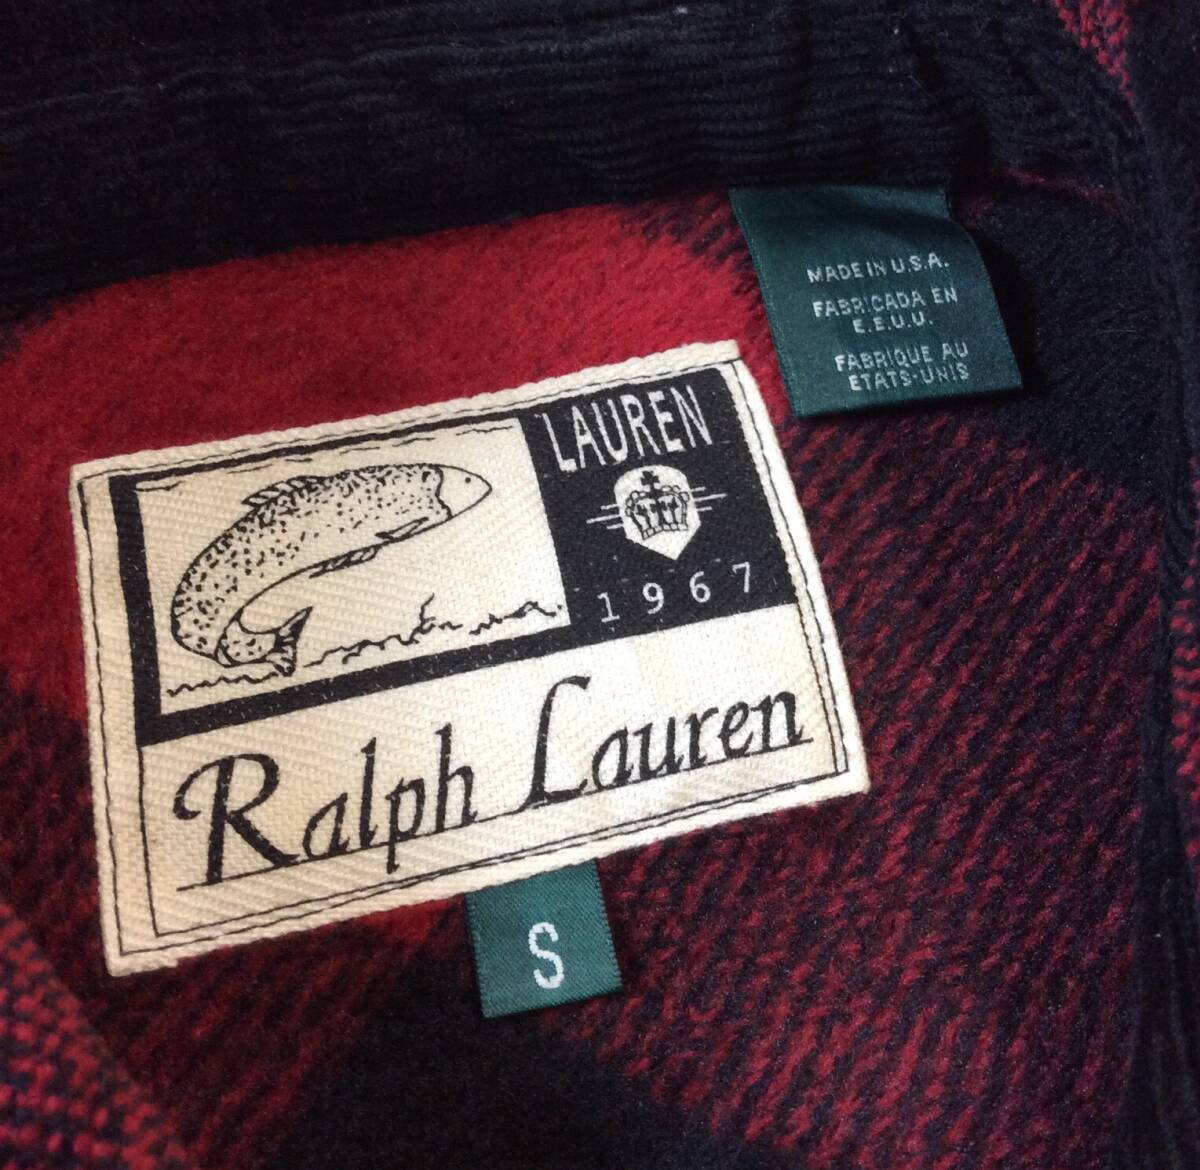 MADE IN U.S.A.
FABRICADA EN
E.E.U.U.
FABRIQUE AU
ETATS-UNIS
LAUREN
1967
Ralph Lauren
S